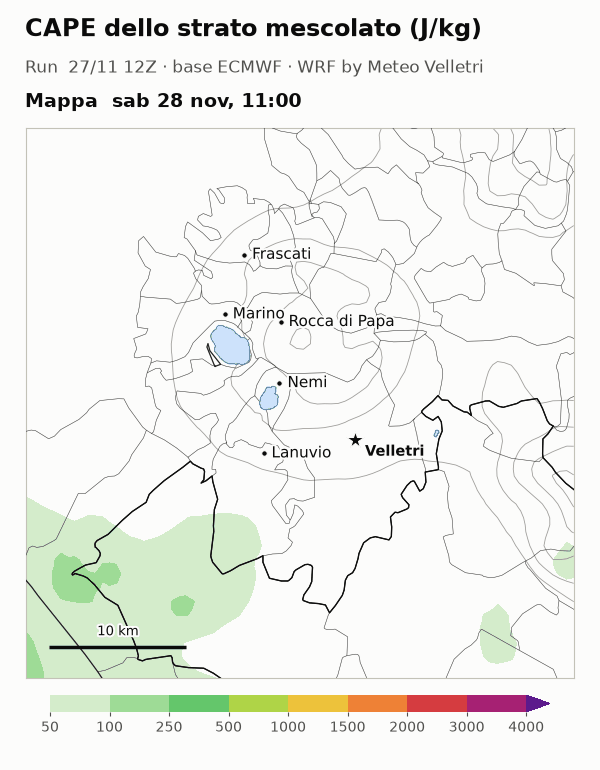 CAPE dello strato mescolato (J/kg)
Run  27/11 12Z · base ECMWF · WRF by Meteo Velletri
Mappa  sab 28 nov, 11:00
Frascati
Marino
Rocca di Papa
Nemi
Velletri
Lanuvio
10 km
50 100 250 500 1000 1500 2000 3000 4000